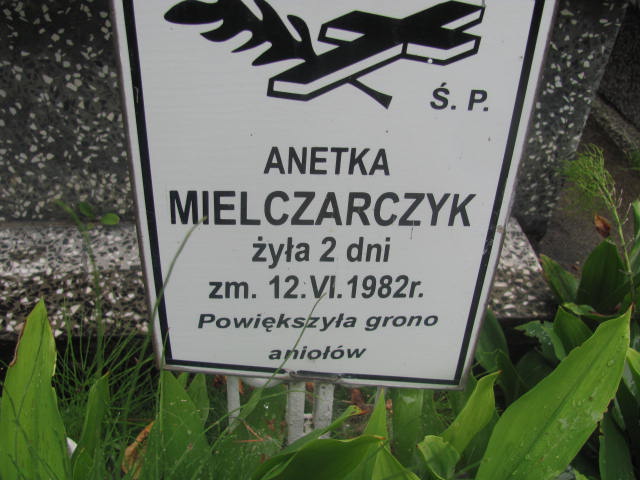 Ś. P.
ANETKA
MIELCZARCZYK
żyła 2 dni
zm. 12.VI.1982r.
Powiększyła grono
aniołów